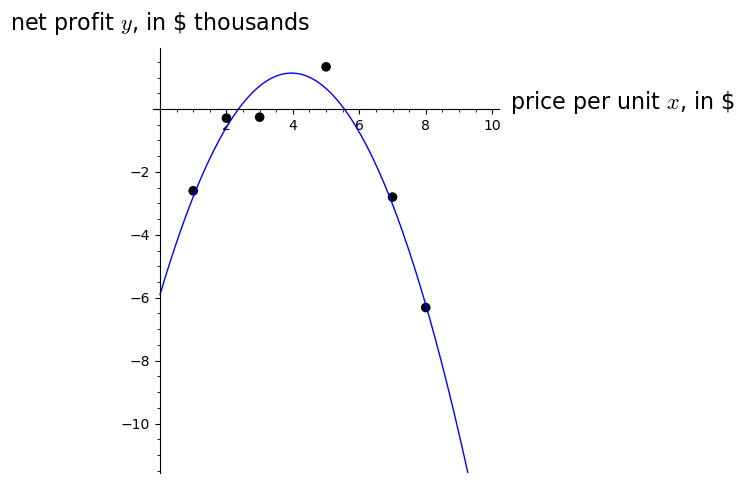 net profit y, in $ thousands
price per unit x, in $
2 4 6 8 10
−2
−4
−6
−8
−10